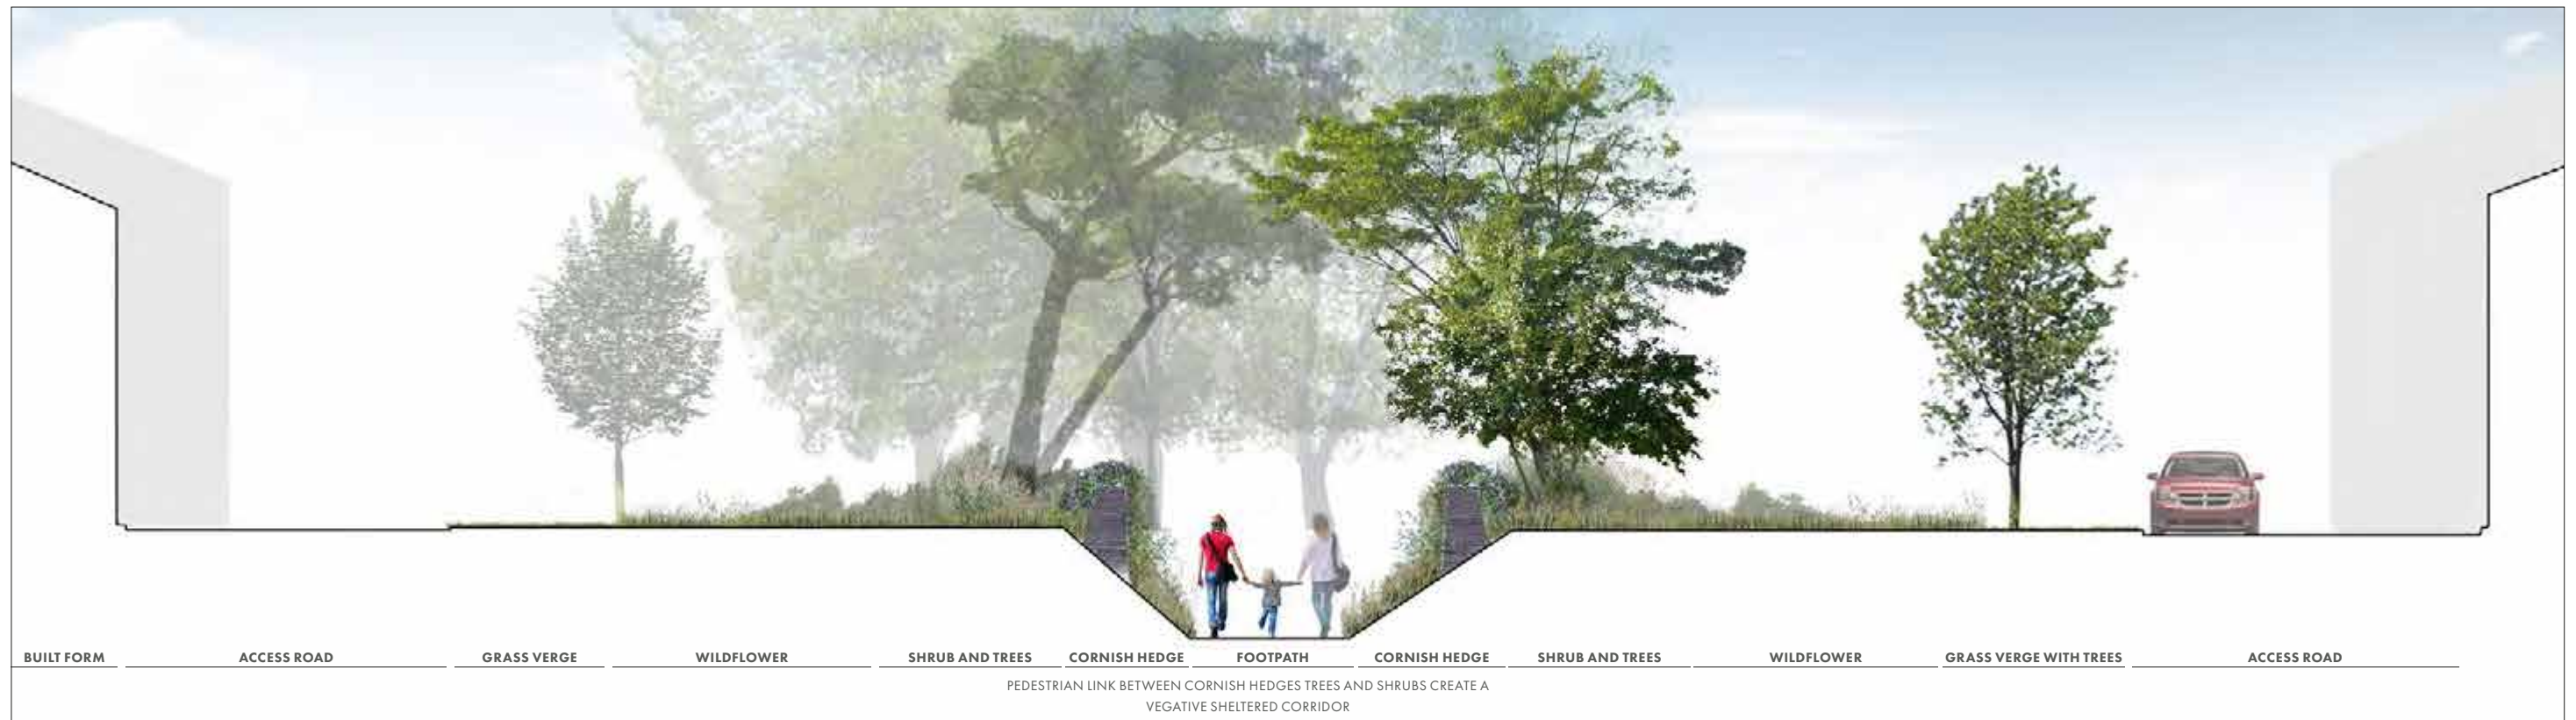 BUILT FORM
ACCESS ROAD
GRASS VERGE
WILDFLOWER
SHRUB AND TREES
CORNISH HEDGE
FOOTPATH
CORNISH HEDGE
SHRUB AND TREES
WILDFLOWER
GRASS VERGE WITH TREES
ACCESS ROAD
PEDESTRIAN LINK BETWEEN CORNISH HEDGES TREES AND SHRUBS CREATE A
VEGATIVE SHELTERED CORRIDOR